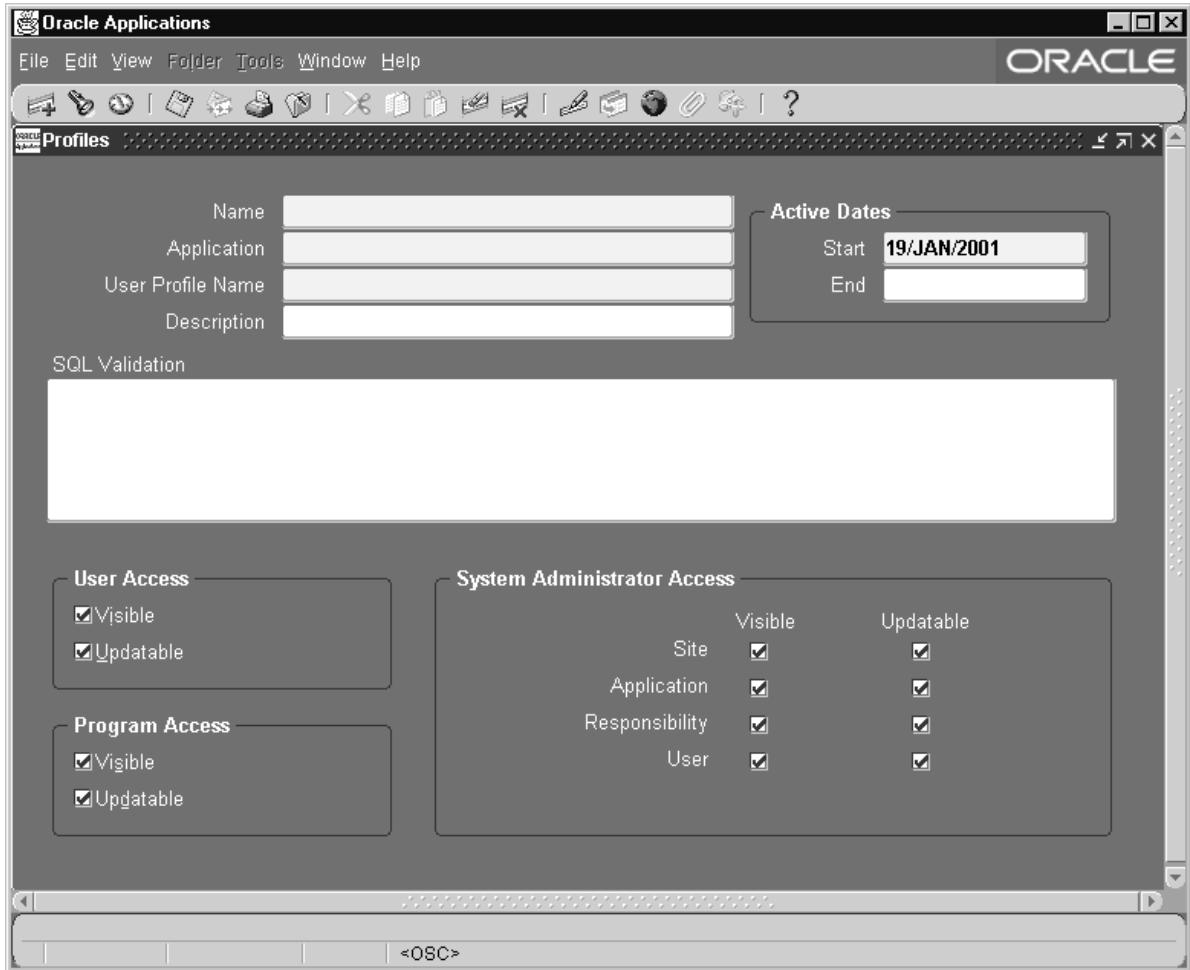 Oracle Applications
File Edit View Folder Tools Window Help
ORACLE
?
Profiles
Name
Application
User Profile Name
Description
Active Dates
Start 19/JAN/2001
End
SQL Validation
User Access
Visible
Updatable
Program Access
Visible
Updatable
System Administrator Access
Visible Updatable
Site
Application
Responsibility
User
<OSC>